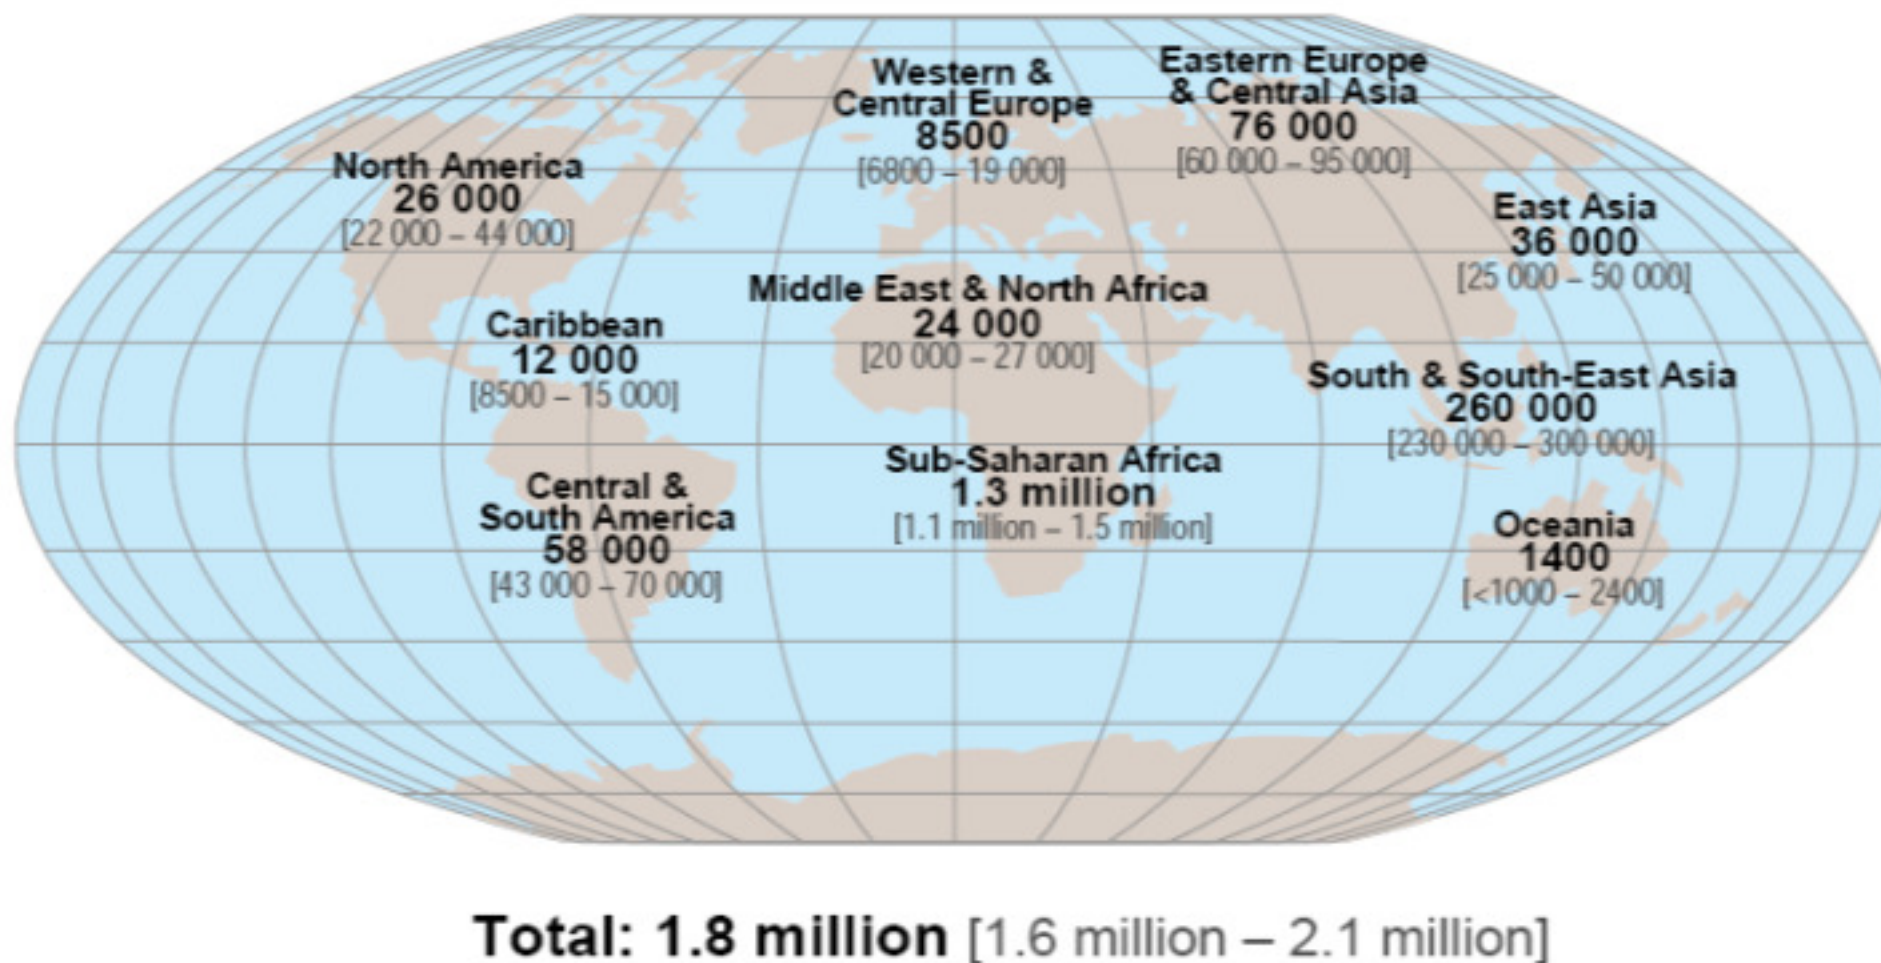 Western &
Central Europe
8500
[6800 – 19 000]
Eastern Europe
& Central Asia
76 000
[60 000 – 95 000]
North America
26 000
[22 000 – 44 000]
East Asia
36 000
[25 000 – 50 000]
Middle East & North Africa
24 000
[20 000 – 27 000]
Caribbean
12 000
[8500 – 15 000]
South & South-East Asia
260 000
[230 000 – 300 000]
Sub-Saharan Africa
1.3 million
[1.1 million – 1.5 million]
Central &
South America
58 000
[43 000 – 70 000]
Oceania
1400
[<1000 – 2400]
Total: 1.8 million [1.6 million – 2.1 million]